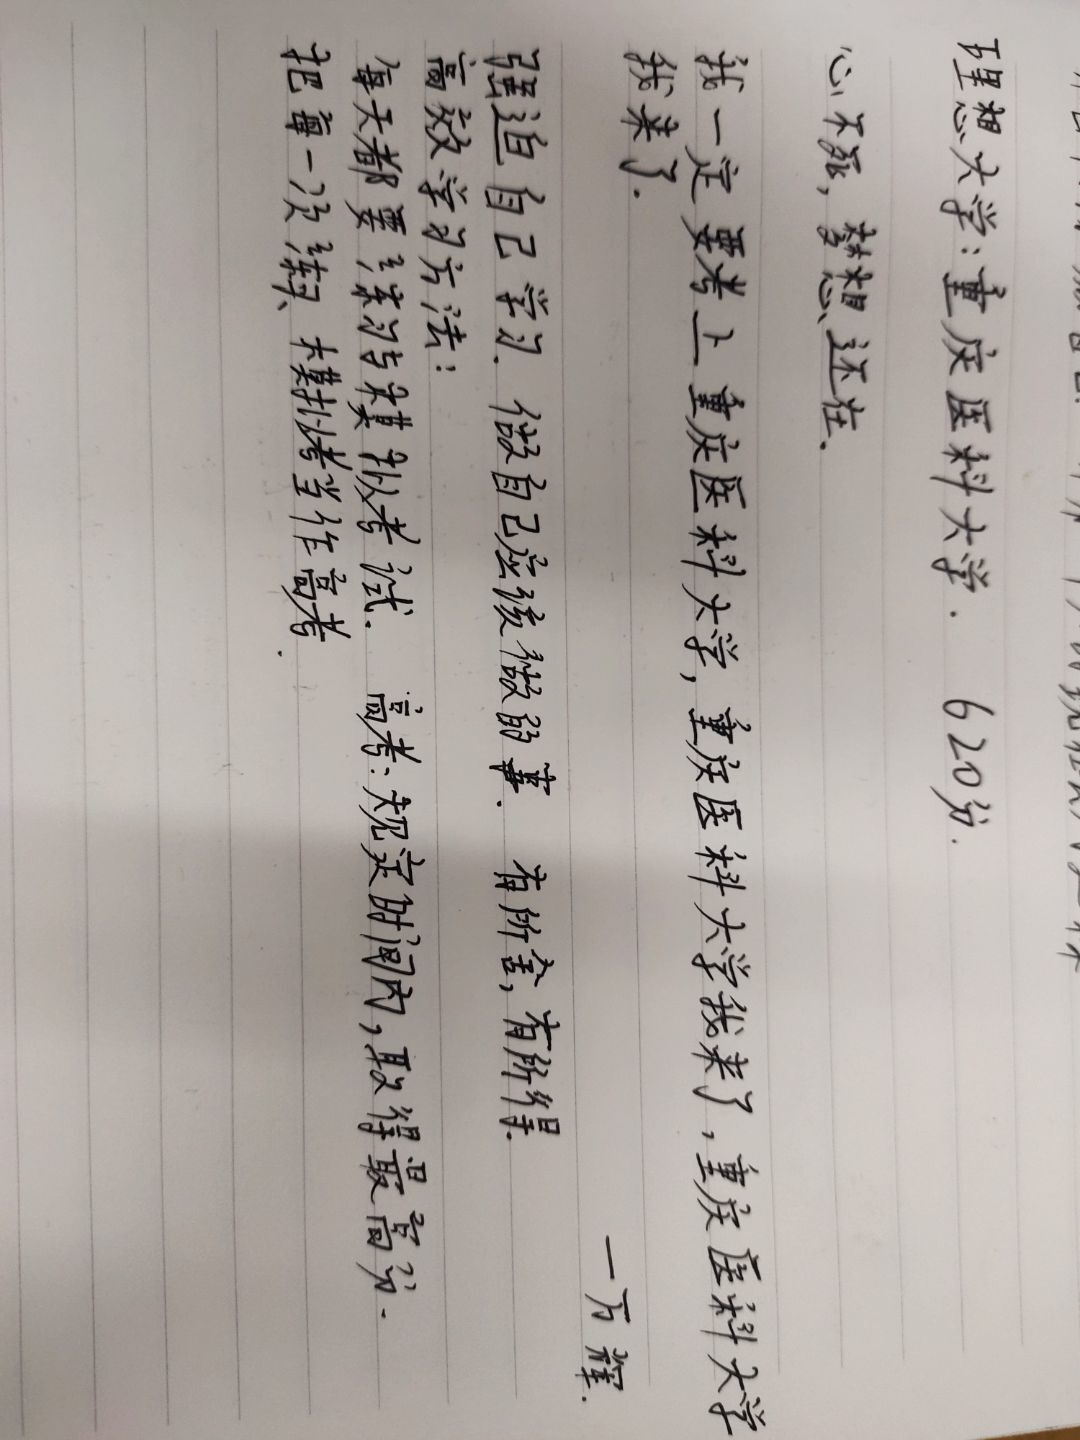 理想大学:重庆医科大学. 620分.
心不死,梦想还在.
我一定要考上重庆医科大学,重庆医科大学我来了,重庆医科大学
我来了.
一万辉.
强迫自己学习.做自己应该做的事. 有所舍,有所得.
高效学习方法:
每天都要练习与模拟考试. 高考:规定时间内,取得最高分.
把每一次练习、模拟考当作高考.